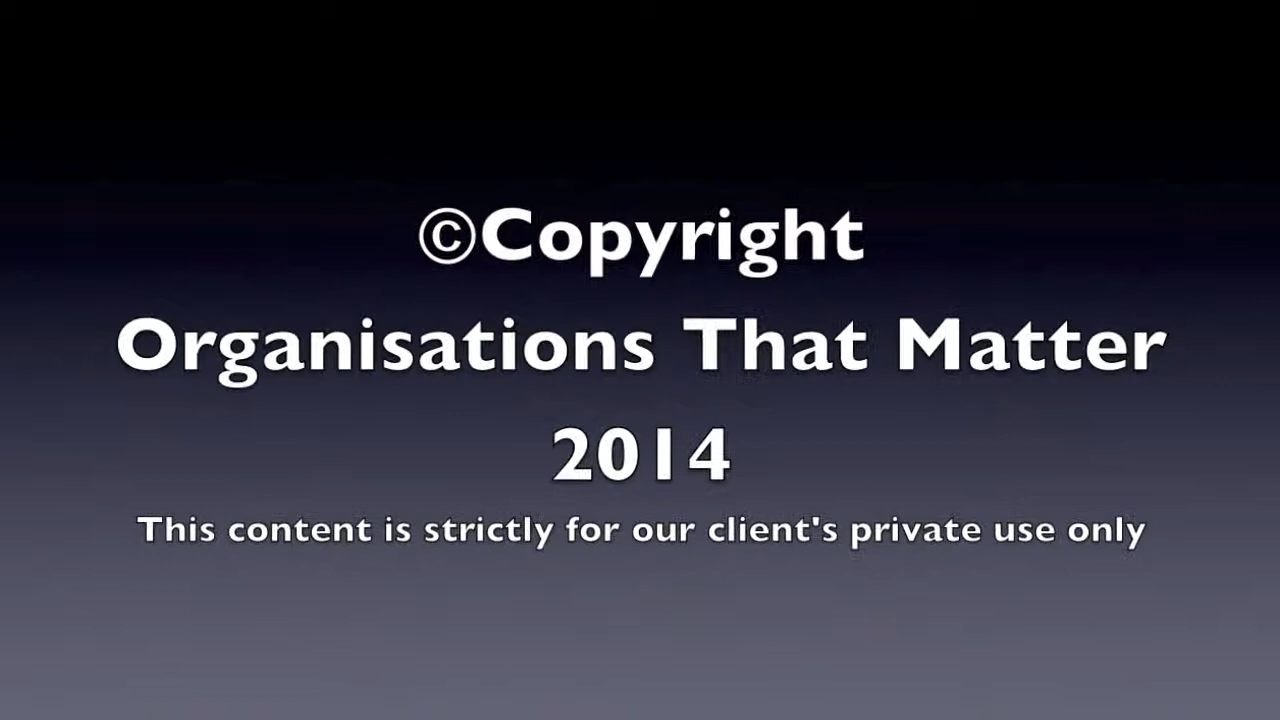 ©Copyright
Organisations That Matter
2014
This content is strictly for our client's private use only